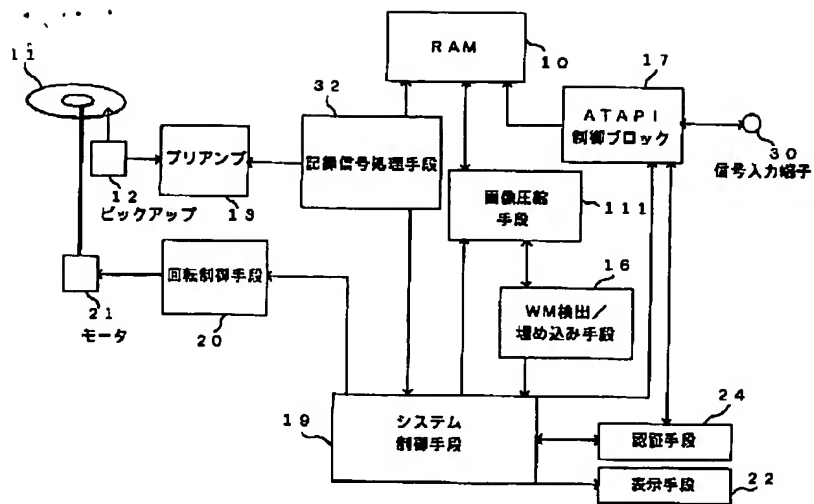 11
RAM
10
17
ATAPI
制御ブロック
30
信号入力端子
32
記録信号処理手段
プリアンプ
13
12
ピックアップ
画像圧縮
手段
111
16
WM検出/
埋め込み手段
回転制御手段
20
21
モータ
19
システム
制御手段
24
認証手段
表示手段
22